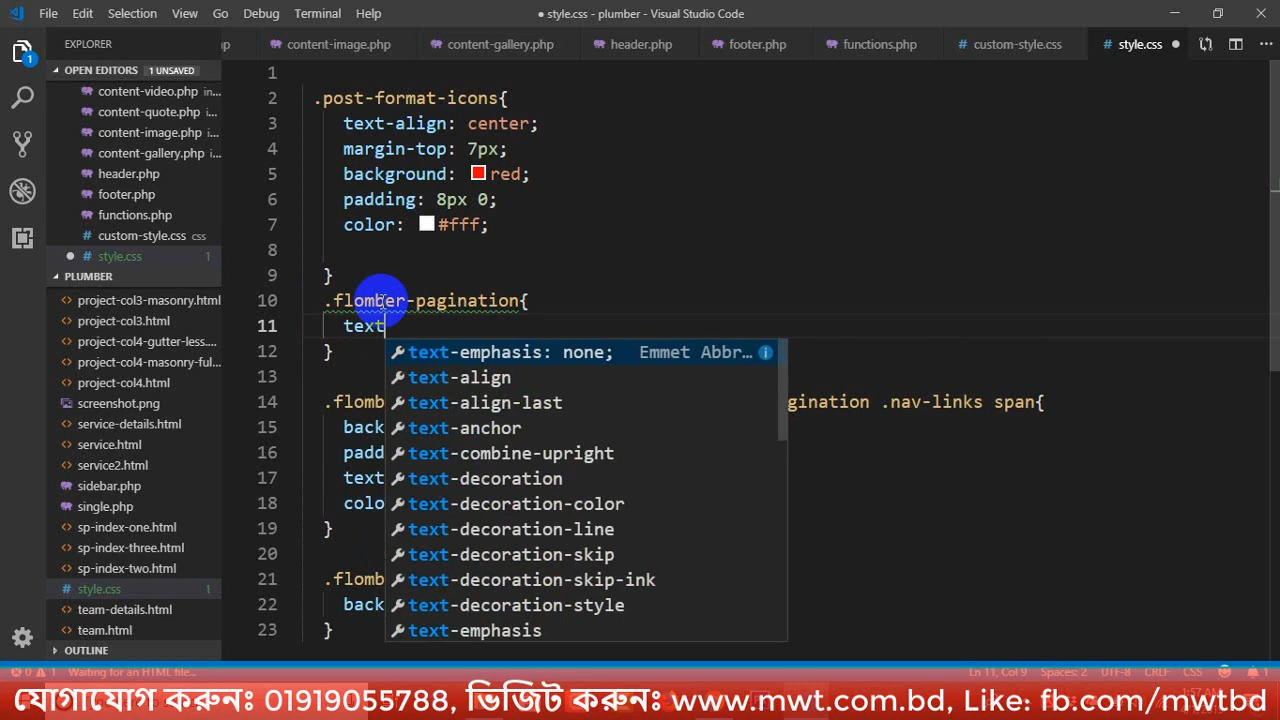 File Edit Selection View Go Debug Terminal Help ● style.css - plumber - Visual Studio Code
EXPLORER content-image.php content-gallery.php header.php footer.php functions.php custom-style.css style.css
OPEN EDITORS 1 UNSAVED
content-video.php
content-quote.php
content-image.php
content-gallery.php
header.php
footer.php
functions.php
custom-style.css css
style.css 1
PLUMBER
project-col3-masonry.html
project-col3.html
project-col4-gutter-less....
project-col4-masonry-ful...
project-col4.html
screenshot.png
service-details.html
service.html
service2.html
sidebar.php
single.php
sp-index-one.html
sp-index-three.html
sp-index-two.html
style.css 1
team-details.html
team.html
OUTLINE
1
2 .post-format-icons{
3 text-align: center;
4 margin-top: 7px;
5 background: red;
6 padding: 8px 0;
7 color: #fff;
8
9 }
10 .flomber-pagination{
11 text
12 }
13
14 .flomb gination .nav-links span{
15 back
16 padd
17 text
18 colo
19 }
20
21 .flomb
22 back
23 }
text-emphasis: none; Emmet Abbr...
text-align
text-align-last
text-anchor
text-combine-upright
text-decoration
text-decoration-color
text-decoration-line
text-decoration-skip
text-decoration-skip-ink
text-decoration-style
text-emphasis
0 1 Waiting for an HTML file... Ln 11, Col 9 Spaces: 2 UTF-8 CRLF CSS 1
যোগাযোগ করুনঃ 01919055788, ভিজিট করুনঃ www.mwt.com.bd, Like: fb.com/mwtbd